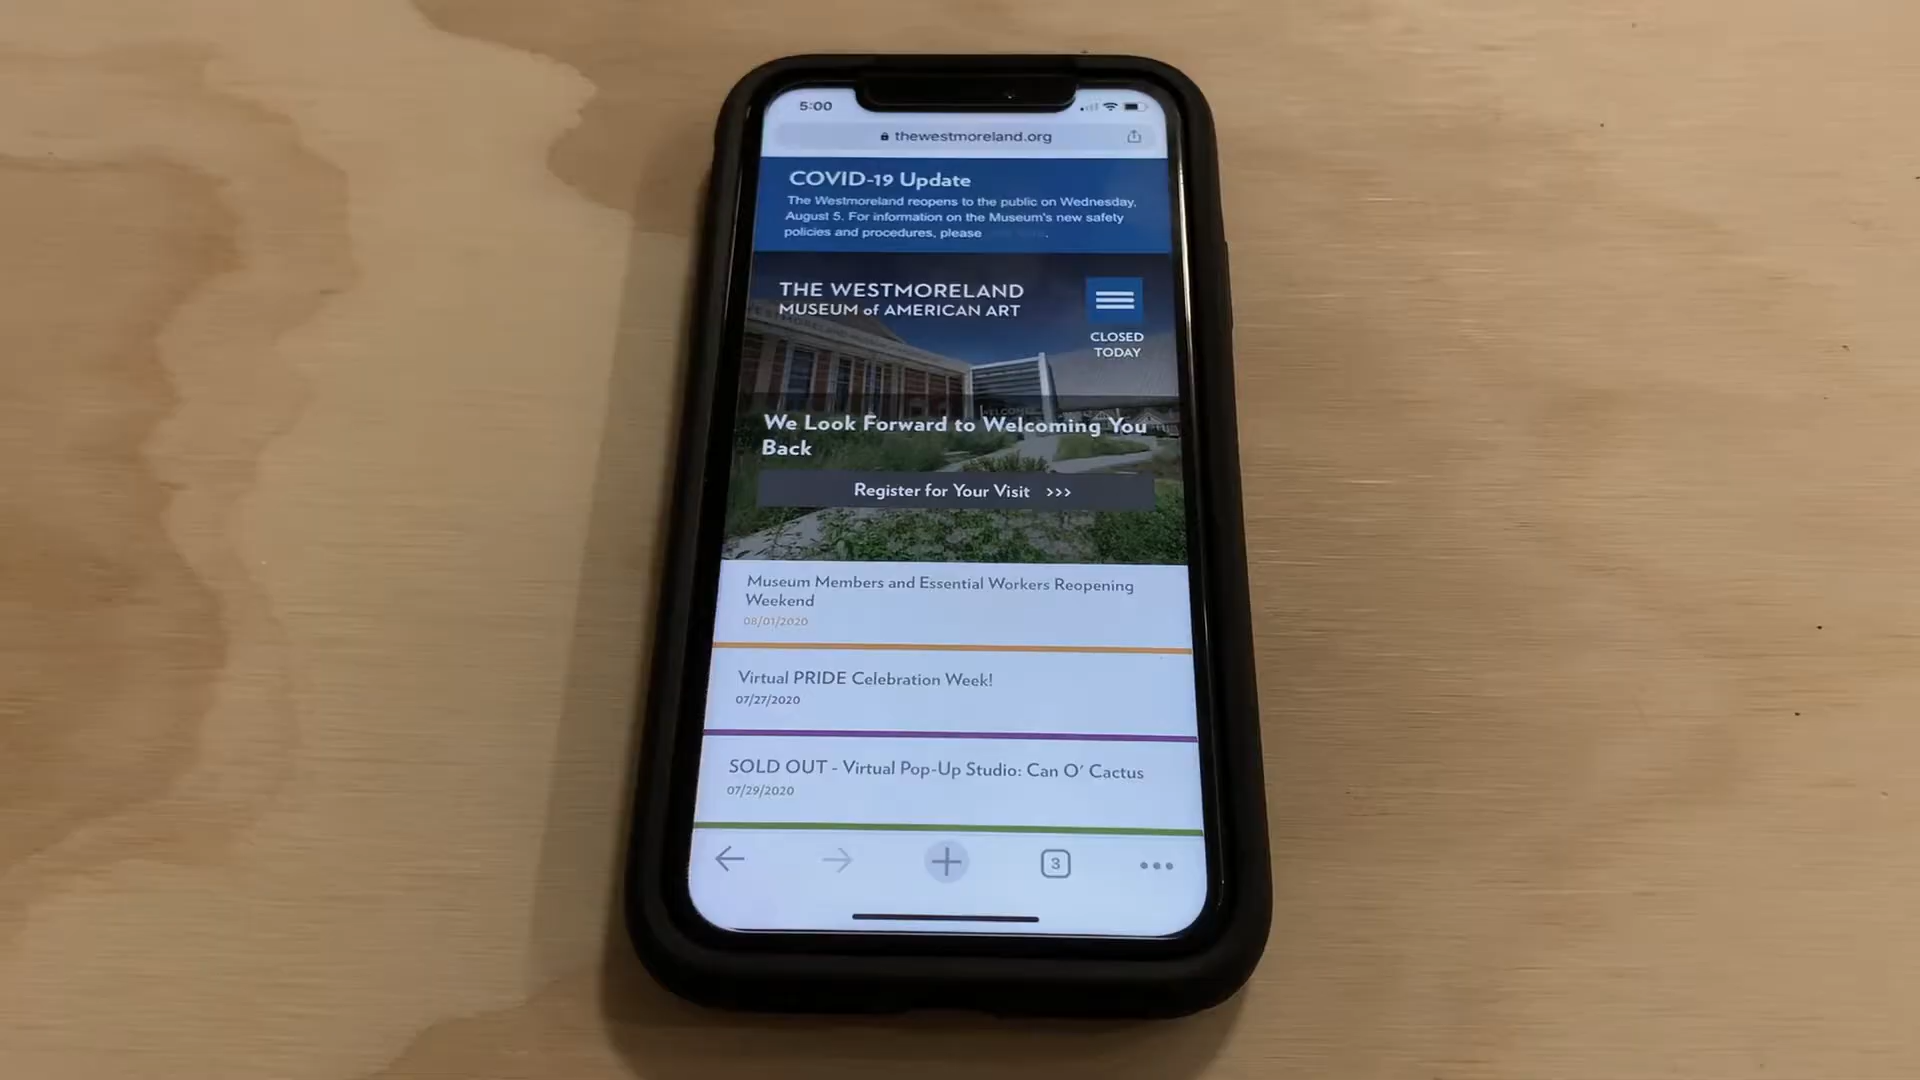 5:00
thewestmoreland.org
COVID-19 Update
The Westmoreland reopens to the public on Wednesday,
August 5. For information on the Museum's new safety
policies and procedures, please
THE WESTMORELAND
MUSEUM of AMERICAN ART
CLOSED
TODAY
We Look Forward to Welcoming You
Back
Register for Your Visit >>>
Museum Members and Essential Workers Reopening
Weekend
08/01/2020
Virtual PRIDE Celebration Week!
07/27/2020
SOLD OUT - Virtual Pop-Up Studio: Can O' Cactus
07/29/2020
3